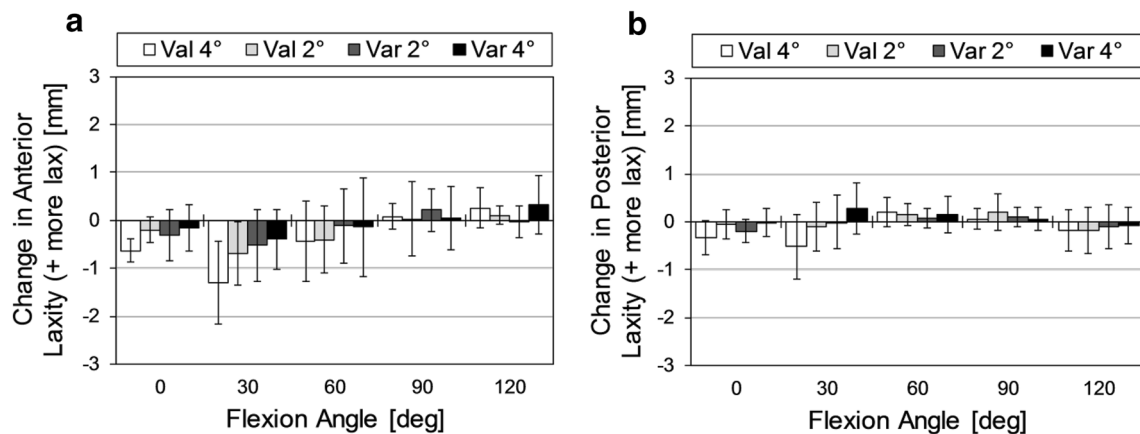 a
Val 4° Val 2° Var 2° Var 4°
Change in Anterior
Laxity (+ more lax) [mm]
3
2
1
0
-1
-2
-3
0 30 60 90 120
Flexion Angle [deg]
b
Val 4° Val 2° Var 2° Var 4°
Change in Posterior
Laxity (+ more lax) [mm]
3
2
1
0
-1
-2
-3
0 30 60 90 120
Flexion Angle [deg]